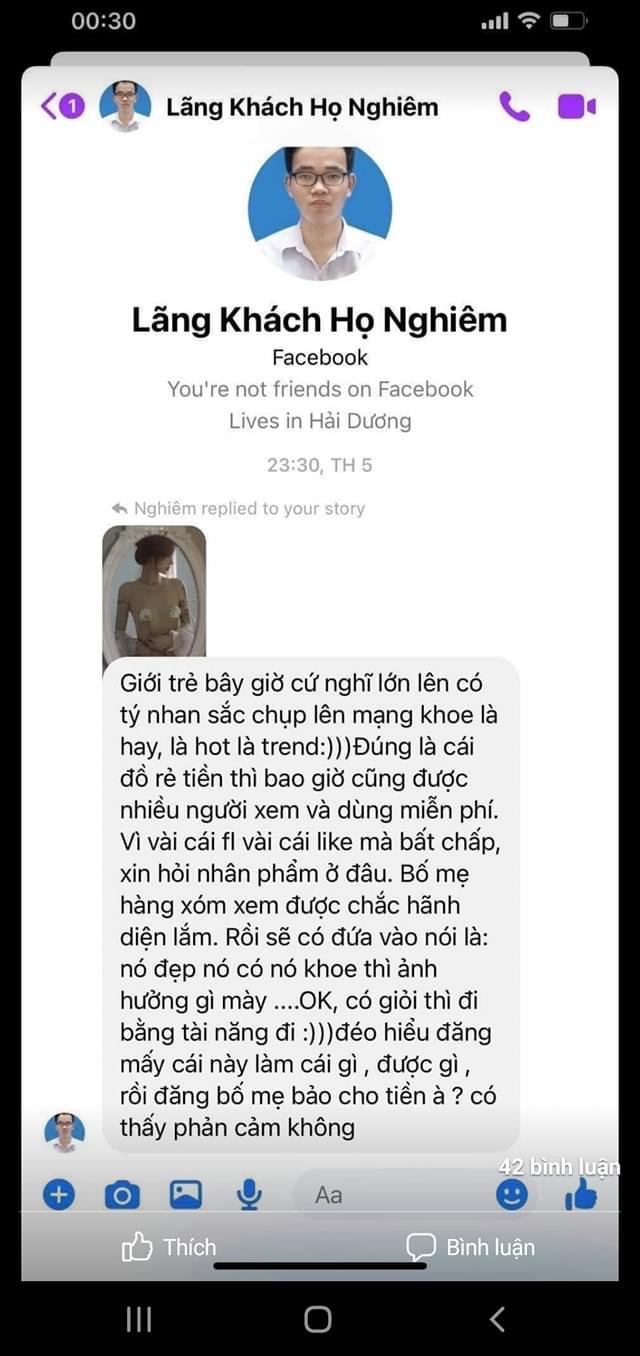 00:30
1
Lãng Khách Họ Nghiêm
Lãng Khách Họ Nghiêm
Facebook
You're not friends on Facebook
Lives in Hải Dương
23:30, TH 5
Nghiêm replied to your story
Giới trẻ bây giờ cứ nghĩ lớn lên có
tý nhan sắc chụp lên mạng khoe là
hay, là hot là trend:)))Đúng là cái
đồ rẻ tiền thì bao giờ cũng được
nhiều người xem và dùng miễn phí.
Vì vài cái fl vài cái like mà bất chấp,
xin hỏi nhân phẩm ở đâu. Bố mẹ
hàng xóm xem được chắc hãnh
diện lắm. Rồi sẽ có đứa vào nói là:
nó đẹp nó có nó khoe thì ảnh
hưởng gì mày ....OK, có giỏi thì đi
bằng tài năng đi :)))đéo hiểu đăng
mấy cái này làm cái gì , được gì ,
rồi đăng bố mẹ bảo cho tiền à ? có
thấy phản cảm không
42 bình luận
Aa
Thích
Bình luận